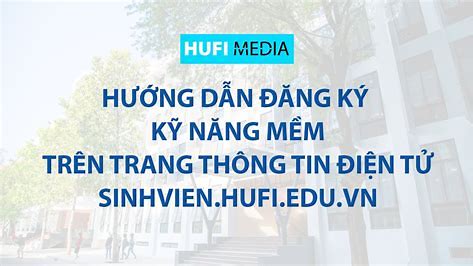 HUFI MEDIA
HƯỚNG DẪN ĐĂNG KÝ
KỸ NĂNG MỀM
TRÊN TRANG THÔNG TIN ĐIỆN TỬ
SINHVIEN.HUFI.EDU.VN